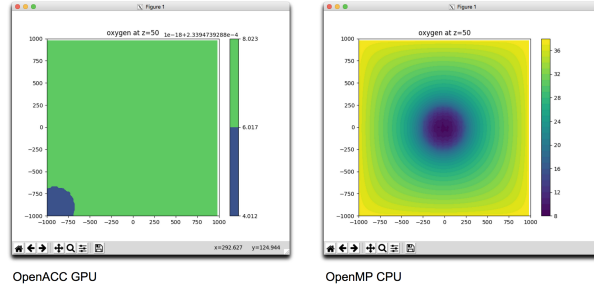 Figure 1
oxygen at z=50
1e−18+2.3394739288e−4
1000
750
500
250
0
−250
−500
−750
−1000
−1000 −750 −500 −250 0 250 500 750 1000
8.023
6.017
4.012
x=292.627 y=124.944
OpenACC GPU
Figure 1
oxygen at z=50
1000
750
500
250
0
−250
−500
−750
−1000
−1000 −750 −500 −250 0 250 500 750 1000
36
32
28
24
20
16
12
8
OpenMP CPU